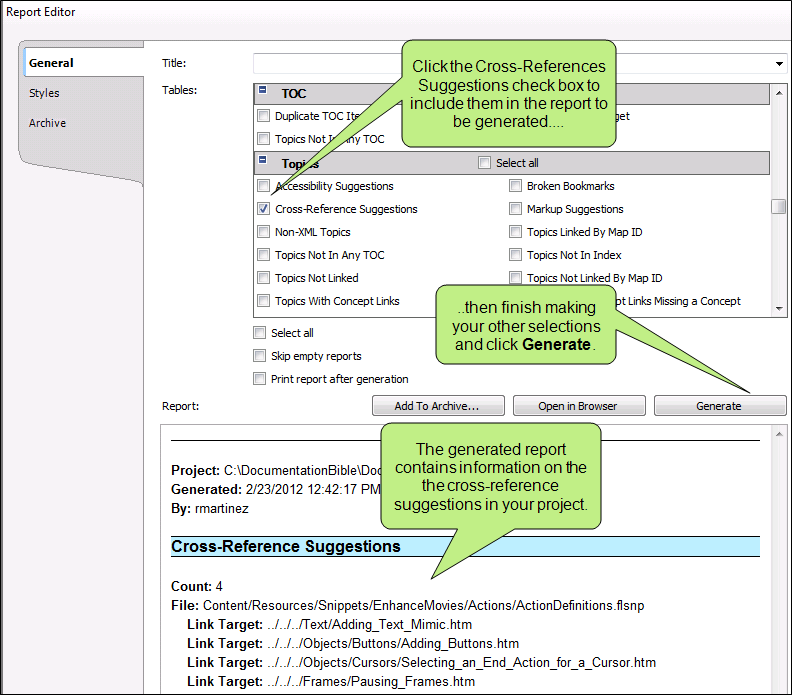 Report Editor
General
Styles
Archive
Title:
Tables:
Click the Cross-References
Suggestions check box to
include them in the report to
be generated....
TOC
Duplicate TOC Ite
get
Topics Not In Any TOC
Topics
Select all
Accessibility Suggestions
Broken Bookmarks
Cross-Reference Suggestions
Markup Suggestions
Non-XML Topics
Topics Linked By Map ID
Topics Not In Any TOC
Topics Not In Index
Topics Not Linked
Topics Not Linked By Map ID
Topics With Concept Links
pt Links Missing a Concept
..then finish making
your other selections
and click Generate.
Select all
Skip empty reports
Print report after generation
Report:
Add To Archive...
Open in Browser
Generate
The generated report
contains information on the
the cross-reference
suggestions in your project.
Project: C:\DocumentationBible\Doc
Generated: 2/23/2012 12:42:17 PM
By: rmartinez
Cross-Reference Suggestions
Count: 4
File: Content/Resources/Snippets/EnhanceMovies/Actions/ActionDefinitions.flsnp
Link Target: ../../../Text/Adding_Text_Mimic.htm
Link Target: ../../../Objects/Buttons/Adding_Buttons.htm
Link Target: ../../../Objects/Cursors/Selecting_an_End_Action_for_a_Cursor.htm
Link Target: ../../../Frames/Pausing_Frames.htm